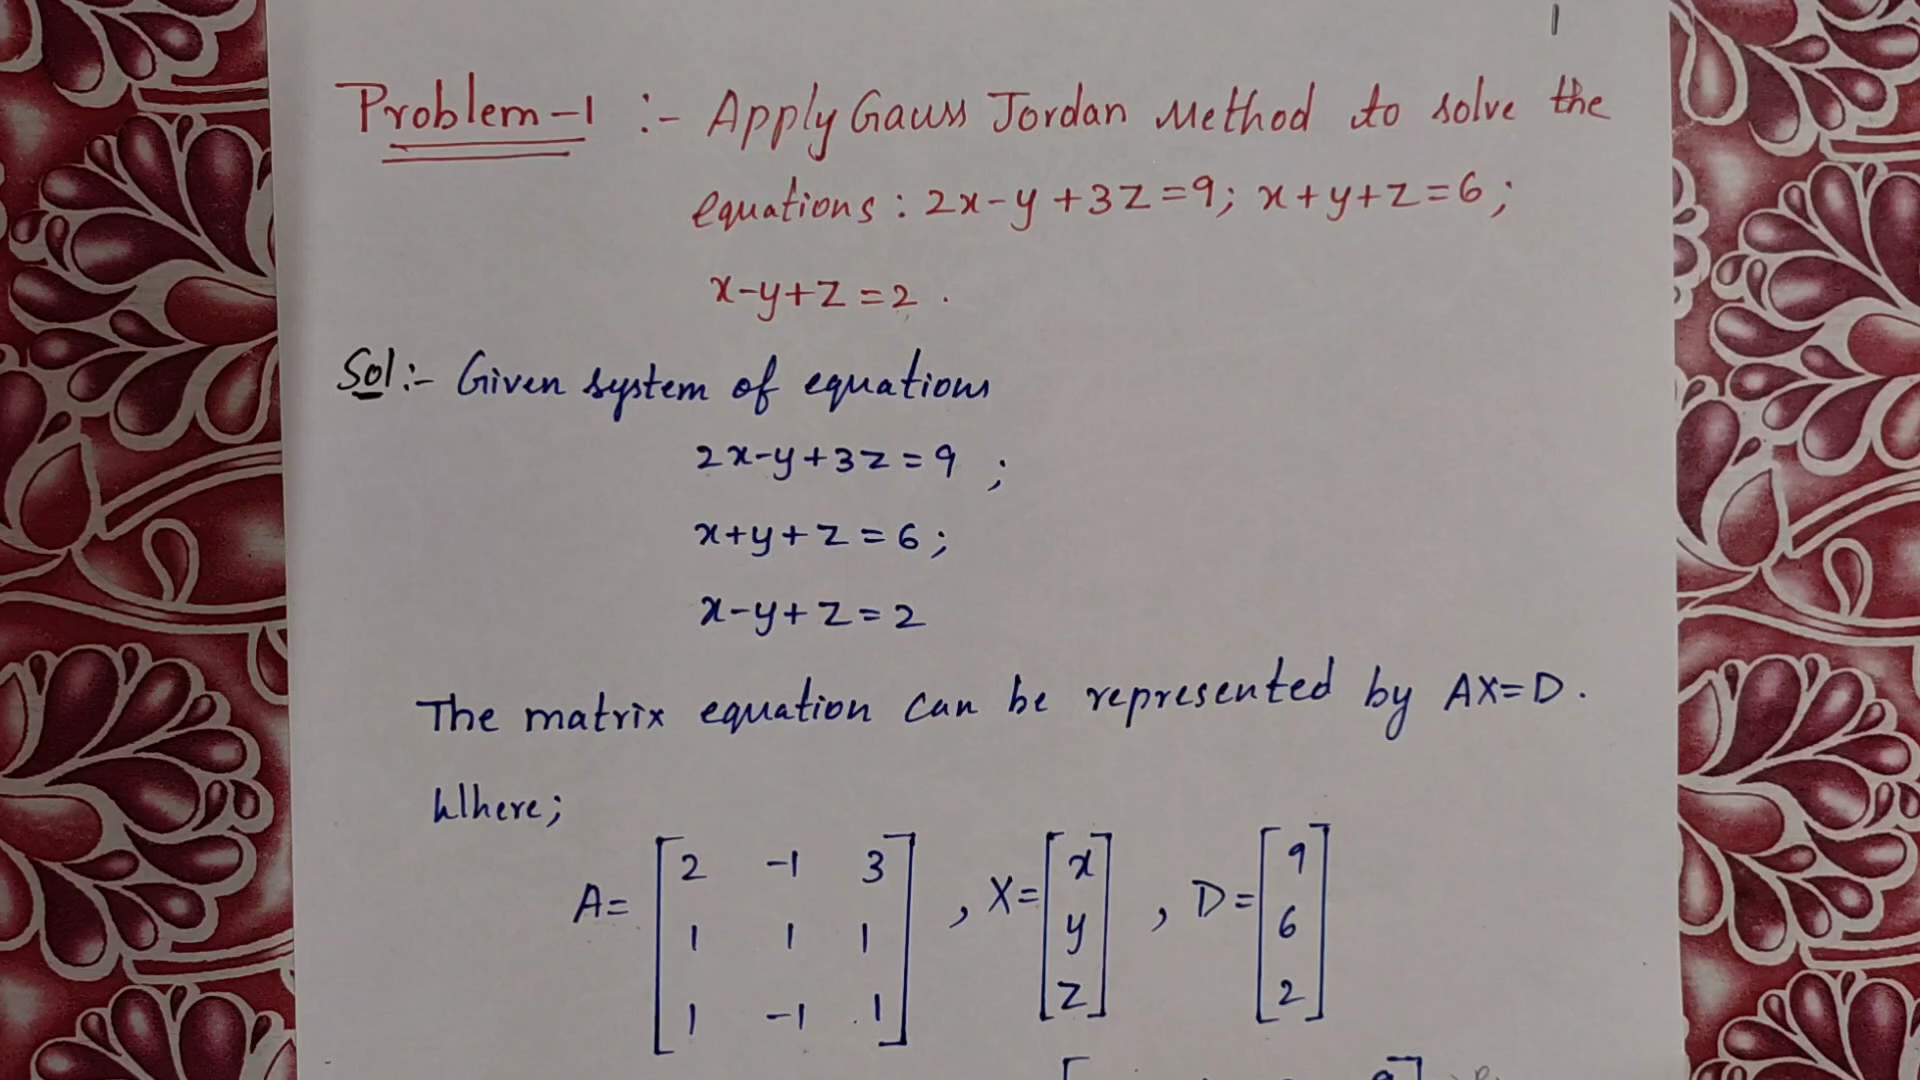 1
Problem-1 :- Apply Gauss Jordan Method to solve the
equations : 2x-y+3z=9; x+y+z=6;
x-y+z=2.
Sol:- Given system of equations
2x-y+3z=9 ;
x+y+z=6;
x-y+z=2
The matrix equation can be represented by AX=D.
Where;
A= [2 -1 3
1 1 1
1 -1 1] , X= [x
y
z] , D= [9
6
2]